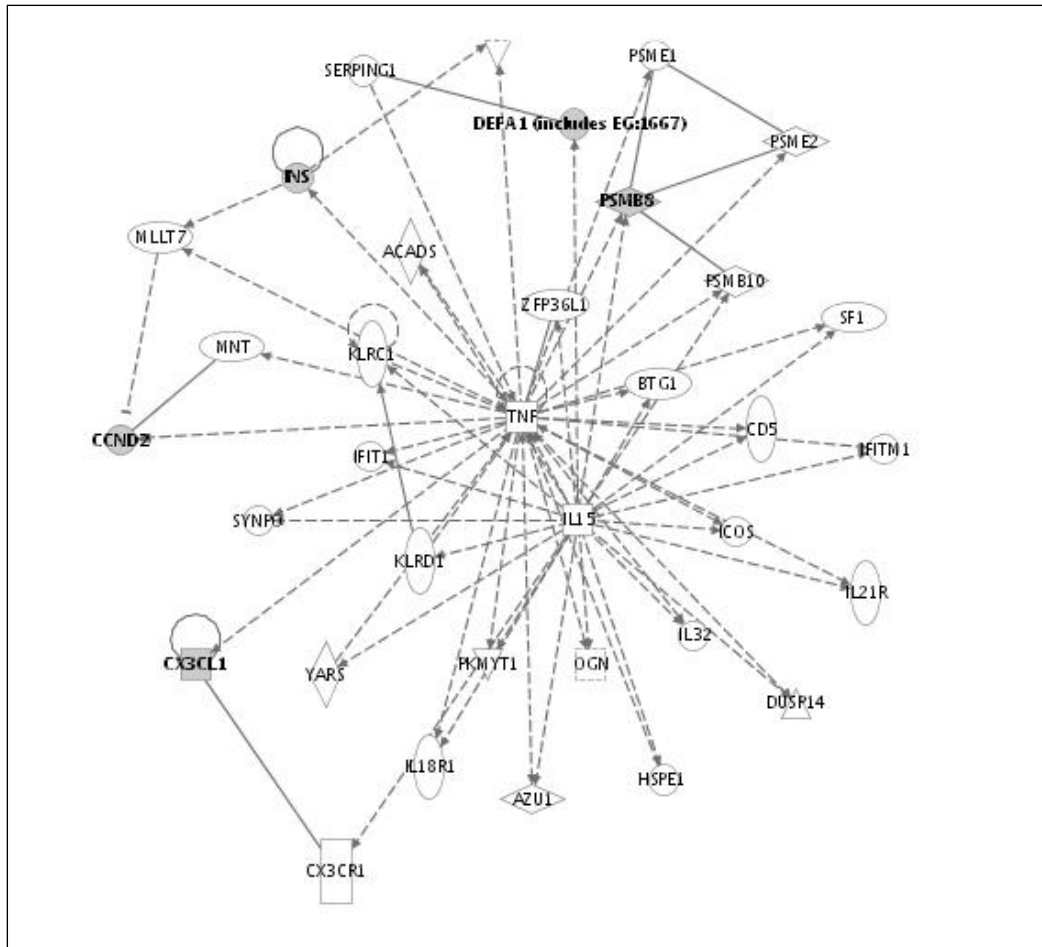 PSME1
SERPING1
DEFA1 (includes EG:1667)
PSME2
INS
PSMB8
MLLT7
ACADS
PSMB10
ZFP36L1
SF1
MNT
KLRC1
BTG1
TNF
CD5
CCND2
IFIT1
IFITM1
SYNPO
IL15
ICOS
KLRD1
IL21R
IL32
CX3CL1
YARS
PKMYT1
OGN
DUSP14
IL18R1
HSPE1
AZU1
CX3CR1